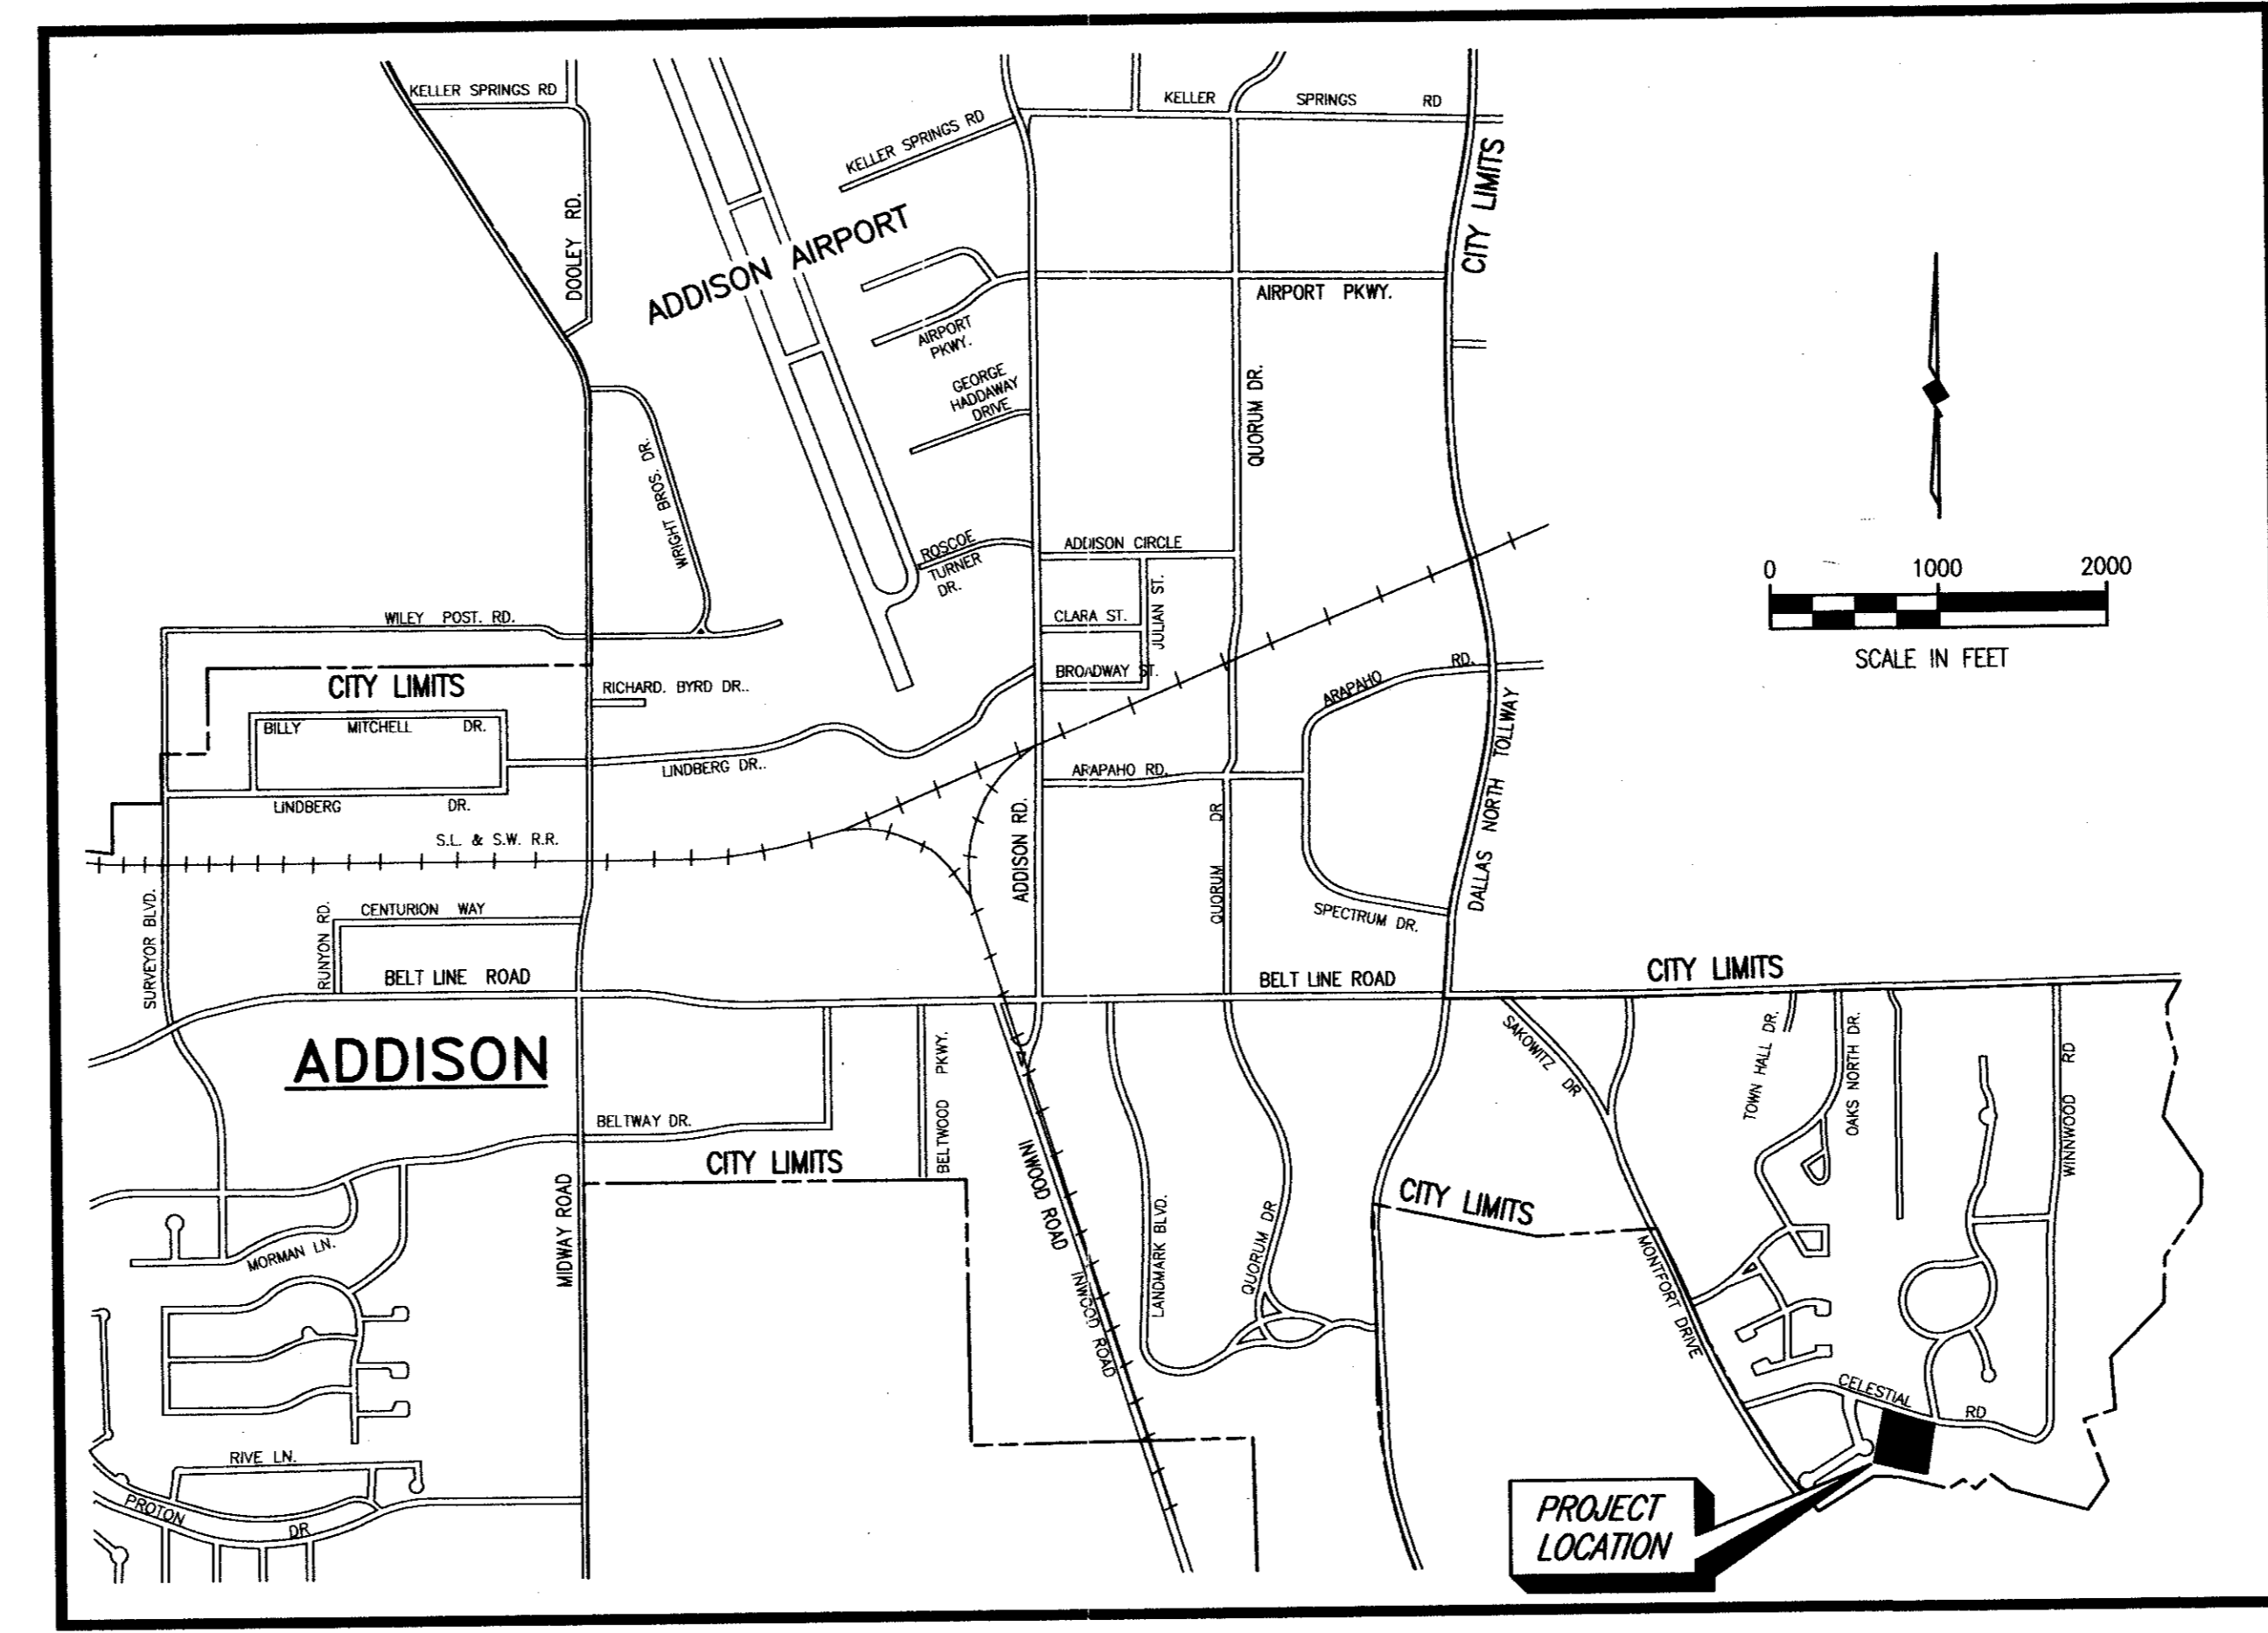 KELLER SPRINGS RD
KELLER SPRINGS RD
KELLER SPRINGS RD
CITY LIMITS
DOOLEY RD.
ADDISON AIRPORT
AIRPORT PKWY.
AIRPORT
PKWY.
GEORGE
HADDAWAY
DRIVE
QUORUM DR.
WRIGHT BROS. DR.
ROSCOE
TURNER
DR.
ADDISON CIRCLE
JULIAN ST.
CLARA ST.
BROADWAY ST.
0 1000 2000
SCALE IN FEET
WILEY POST. RD.
CITY LIMITS
RICHARD. BYRD DR..
BILLY MITCHELL DR.
LINDBERG DR..
LINDBERG DR.
S.L. & S.W. R.R.
ARAPAHO RD.
ARAPAHO RD.
ADDISON RD.
QUORUM DR
DALLAS NORTH TOLLWAY
SPECTRUM DR.
SURVEYOR BLVD.
RUNYON RD.
CENTURION WAY
BELT LINE ROAD
BELT LINE ROAD
CITY LIMITS
ADDISON
SAKOWITZ DR
TOWN HALL DR.
OAKS NORTH DR.
WINNWOOD RD
BELTWAY DR.
BELTWOOD PKWY.
CITY LIMITS
CITY LIMITS
INWOOD ROAD
INWOOD ROAD
LANDMARK BLVD.
QUORUM DR
MIDWAY ROAD
MORMAN LN.
MONTFORT DRIVE
CELESTIAL RD
RIVE LN.
PROTON DR
PROJECT
LOCATION